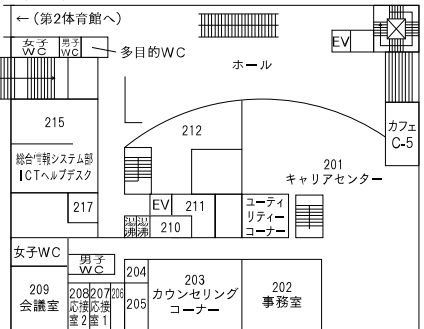 ←(第2体育館へ)
女子
WC
男子
WC
多目的WC
EV
ホール
215
212
カフェ
C-5
総合情報システム部
ICTヘルプデスク
201
キャリアセンター
217
EV
211
ユーティ
リティー
コーナー
湯沸
湯沸
210
女子WC
男子
WC
209
会議室
208
応接
室2
207
応接
室1
206
204
205
203
カウンセリング
コーナー
202
事務室